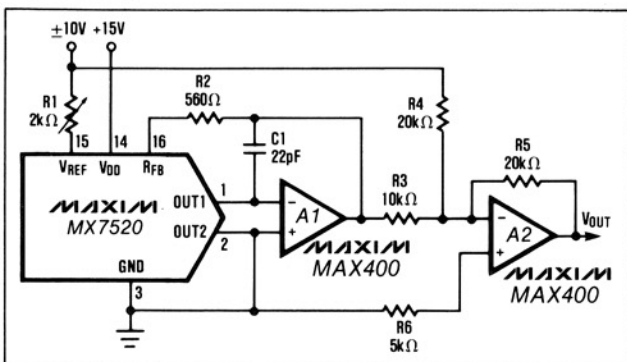 ±10V +15V
R1
2kΩ
15
14
16
R2
560Ω
C1
22pF
R4
20kΩ
R5
20kΩ
VREF VDD RFB
MAXIM
MX7520
OUT1
1
OUT2
2
GND
3
A1
MAXIM
MAX400
R3
10kΩ
A2
VOUT
MAXIM
MAX400
R6
5kΩ
− + − +